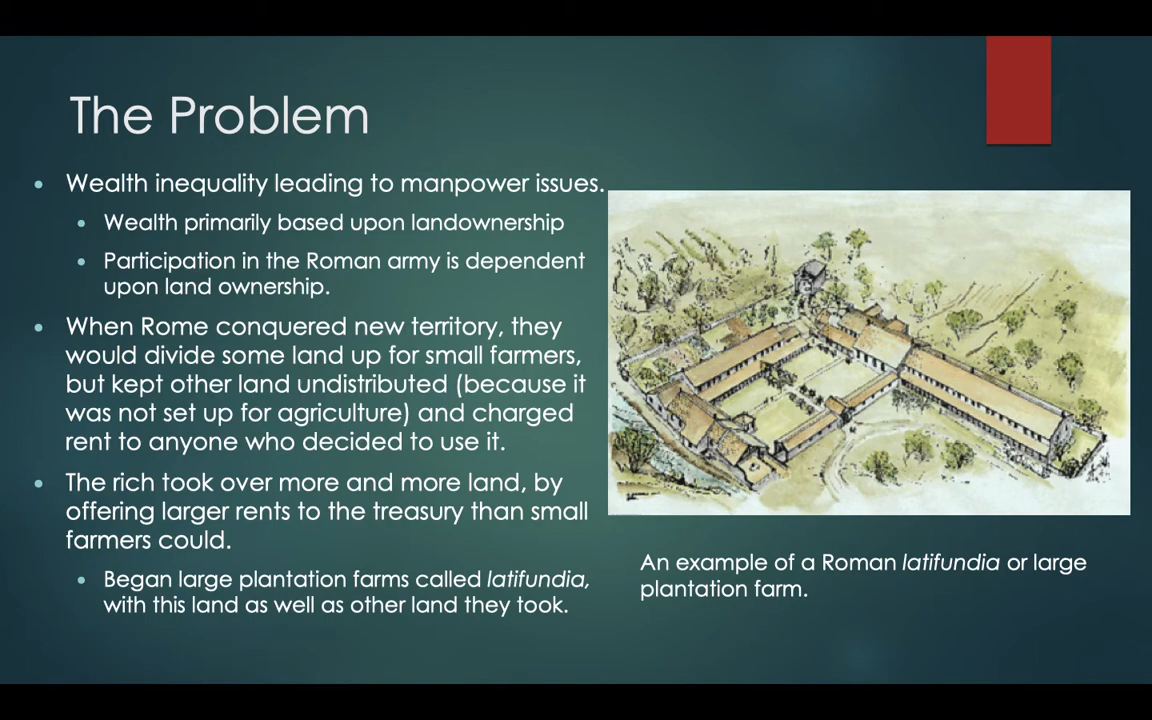 The Problem
Wealth inequality leading to manpower issues.
Wealth primarily based upon landownership
Participation in the Roman army is dependent
upon land ownership.
When Rome conquered new territory, they
would divide some land up for small farmers,
but kept other land undistributed (because it
was not set up for agriculture) and charged
rent to anyone who decided to use it.
The rich took over more and more land, by
offering larger rents to the treasury than small
farmers could.
Began large plantation farms called latifundia,
with this land as well as other land they took.
An example of a Roman latifundia or large
plantation farm.